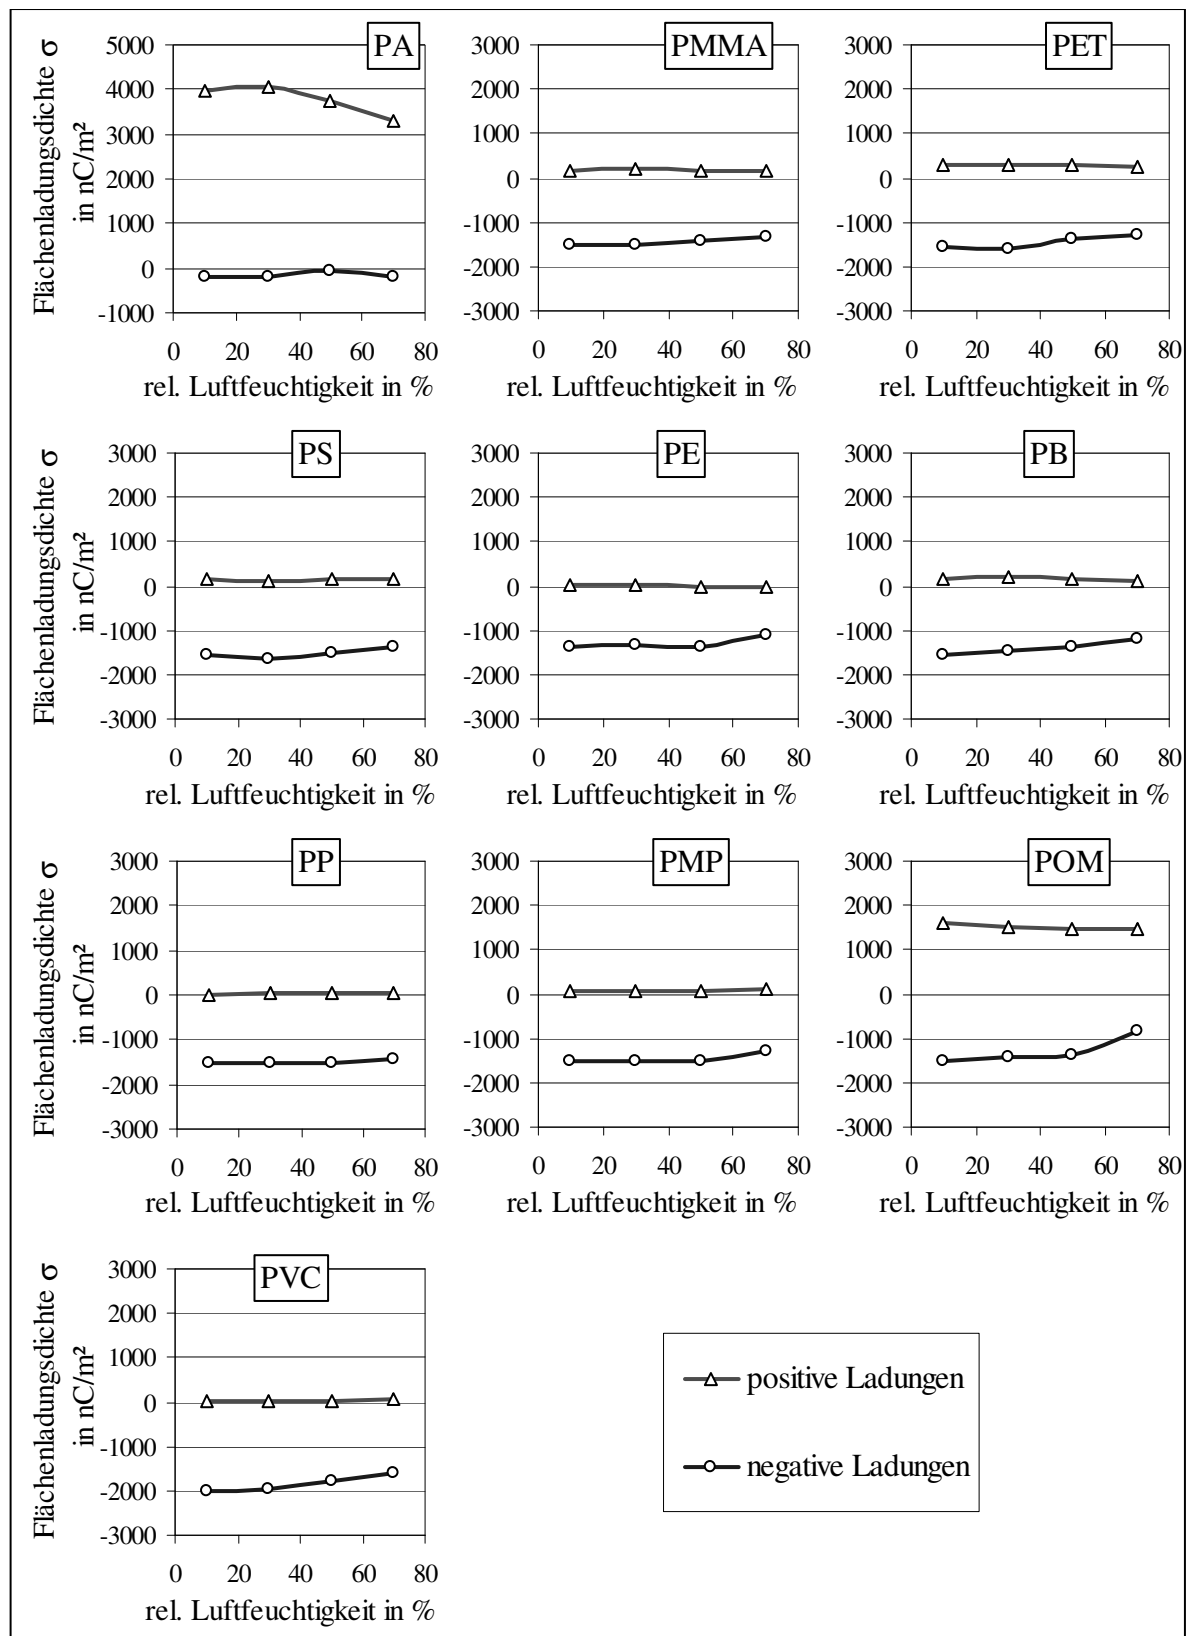 PA
Flächenladungsdichte σ
in nC/m²
5000
4000
3000
2000
1000
0
-1000
0 20 40 60 80
rel. Luftfeuchtigkeit in %
PMMA
3000
2000
1000
0
-1000
-2000
-3000
0 20 40 60 80
rel. Luftfeuchtigkeit in %
PET
3000
2000
1000
0
-1000
-2000
-3000
0 20 40 60 80
rel. Luftfeuchtigkeit in %
PS
Flächenladungsdichte σ
in nC/m²
3000
2000
1000
0
-1000
-2000
-3000
0 20 40 60 80
rel. Luftfeuchtigkeit in %
PE
3000
2000
1000
0
-1000
-2000
-3000
0 20 40 60 80
rel. Luftfeuchtigkeit in %
PB
3000
2000
1000
0
-1000
-2000
-3000
0 20 40 60 80
rel. Luftfeuchtigkeit in %
PP
Flächenladungsdichte σ
in nC/m²
3000
2000
1000
0
-1000
-2000
-3000
0 20 40 60 80
rel. Luftfeuchtigkeit in %
PMP
3000
2000
1000
0
-1000
-2000
-3000
0 20 40 60 80
rel. Luftfeuchtigkeit in %
POM
3000
2000
1000
0
-1000
-2000
-3000
0 20 40 60 80
rel. Luftfeuchtigkeit in %
PVC
Flächenladungsdichte σ
in nC/m²
3000
2000
1000
0
-1000
-2000
-3000
0 20 40 60 80
rel. Luftfeuchtigkeit in %
positive Ladungen
negative Ladungen